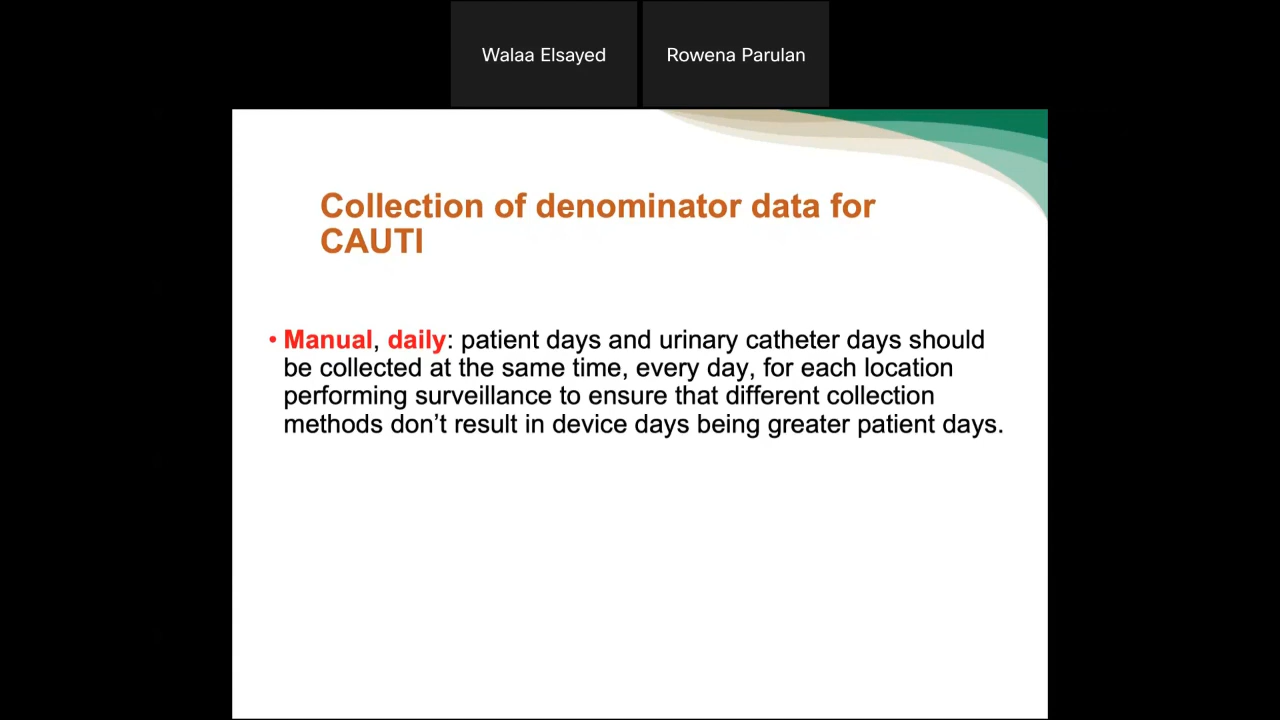 Walaa Elsayed
Rowena Parulan
Collection of denominator data for
CAUTI
• Manual, daily: patient days and urinary catheter days should
be collected at the same time, every day, for each location
performing surveillance to ensure that different collection
methods don’t result in device days being greater patient days.